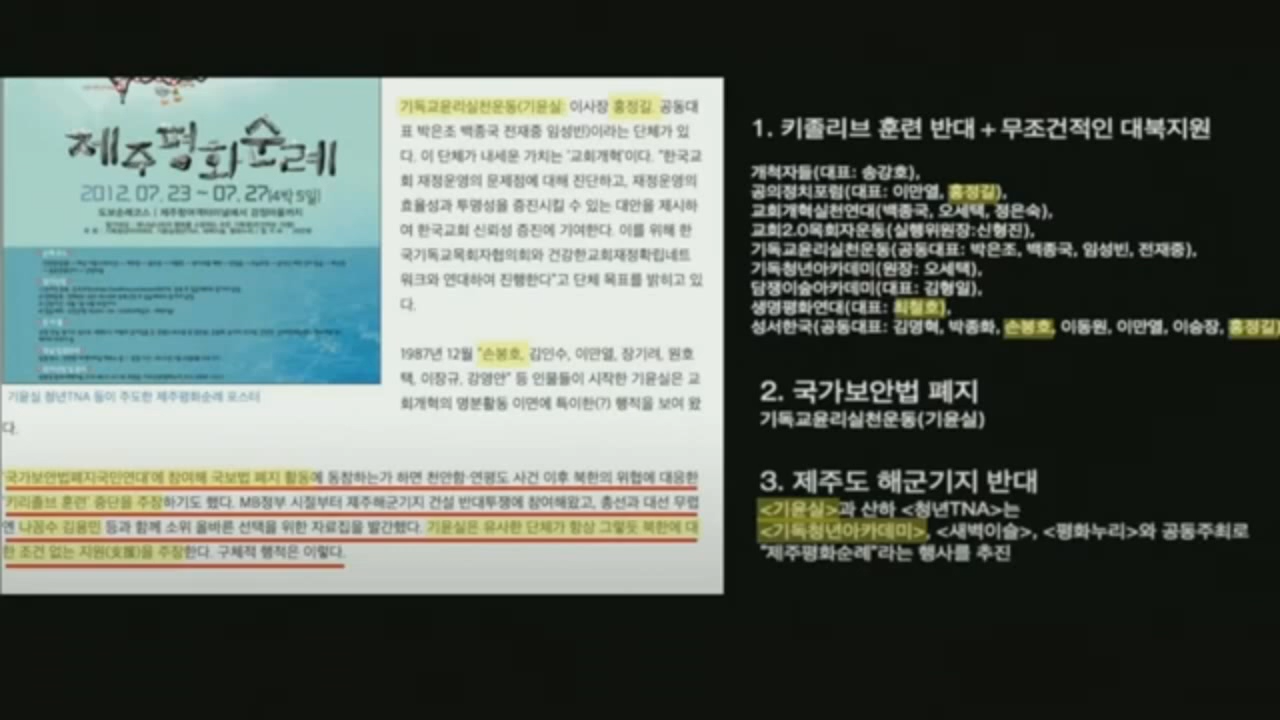 제주평화순례
2012. 07. 23 ~ 07. 27(4박 5일)
도보순례코스 | 제주항여객터미널에서 강정마을까지
기윤실 청년TNA 등이 주도한 제주평화순례 포스터
기독교윤리실천운동(기윤실 이사장 홍정길 공동대
표 박은조 백종국 전재중 임성빈)이라는 단체가 있
다. 이 단체가 내세운 가치는 '교회개혁'이다. "한국교
회 재정운영의 문제점에 대해 진단하고, 재정운영의
효율성과 투명성을 증진시킬 수 있는 대안을 제시하
여 한국교회 신뢰성 증진에 기여한다. 이를 위해 한
국기독교목회자협의회와 건강한교회재정확립네트
워크와 연대하여 진행한다"고 단체 목표를 밝히고 있
다.
1987년 12월 "손봉호, 김인수, 이만열, 장기려, 원호
택, 이장규, 강영안" 등 인물들이 시작한 기윤실은 교
회개혁의 명분활동 이면에 특이한(?) 행적을 보여 왔
다.
'국가보안법폐지국민연대'에 참여해 국보법 폐지 활동에 동참하는가 하면 천안함·연평도 사건 이후 북한의 위협에 대응한
'키리졸브 훈련' 중단을 주장하기도 했다. MB정부 시절부터 제주해군기지 건설 반대투쟁에 참여해왔고, 총선과 대선 무렵
엔 나꼼수 김용민 등과 함께 소위 올바른 선택을 위한 자료집을 발간했다. 기윤실은 유사한 단체가 항상 그렇듯 북한에 대
한 조건 없는 지원(支援)을 주장한다. 구체적 행적은 이렇다.
1. 키졸리브 훈련 반대 + 무조건적인 대북지원
개척자들(대표: 송강호),
공의정치포럼(대표: 이만열, 홍정길),
교회개혁실천연대(백종국, 오세택, 정은숙),
교회2.0목회자운동(실행위원장:신형진),
기독교윤리실천운동(공동대표: 박은조, 백종국, 임성빈, 전재중),
기독청년아카데미(원장: 오세택),
담쟁이숲아카데미(대표: 김형일),
생명평화연대(대표: 최철호),
성서한국(공동대표: 김명혁, 박종화, 손봉호, 이동원, 이만열, 이승장, 홍정길)
2. 국가보안법 폐지
기독교윤리실천운동(기윤실)
3. 제주도 해군기지 반대
<기윤실>과 산하 <청년TNA>는
<기독청년아카데미>, <새벽이슬>, <평화누리>와 공동주최로
"제주평화순례"라는 행사를 추진